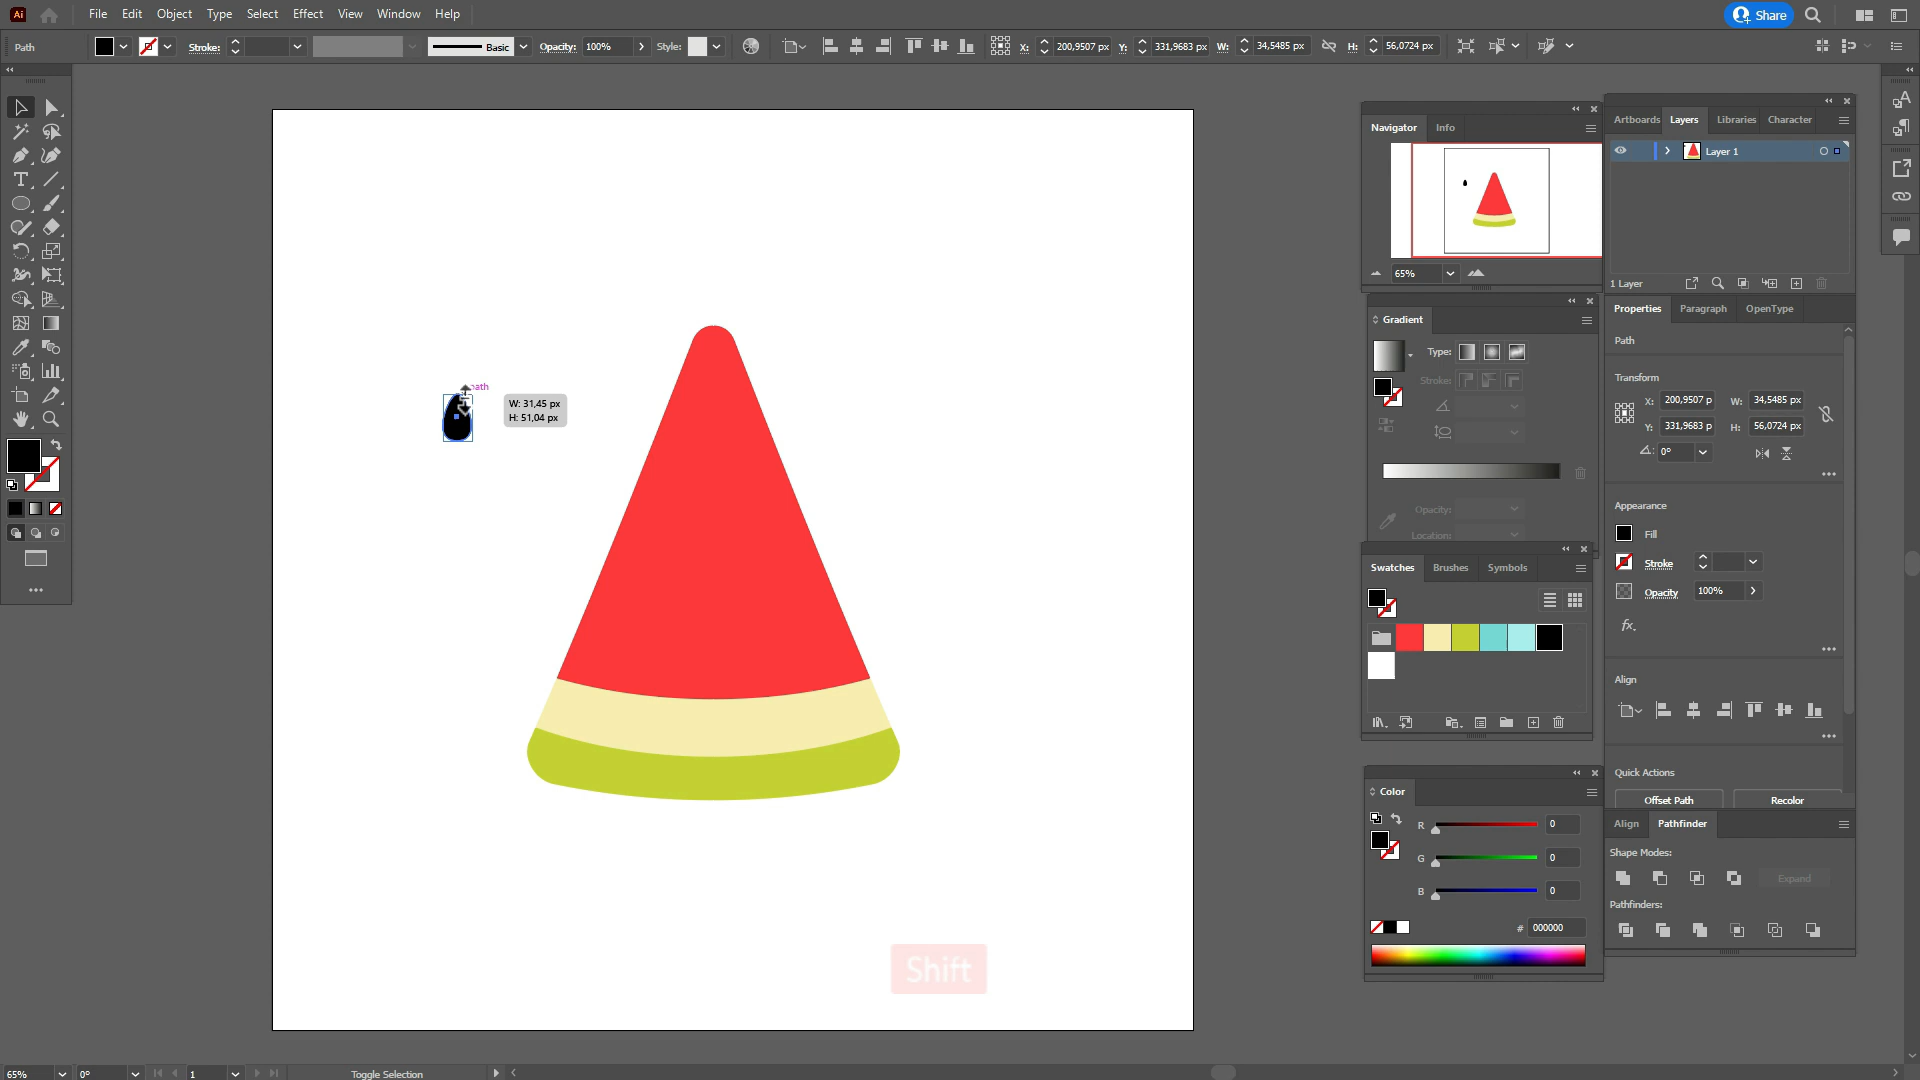 Ai File Edit Object Type Select Effect View Window Help Share
Path Stroke: Basic Opacity: 100% Style: X: 200,9507 px Y: 331,9683 px W: 34,5485 px H: 56,0724 px
Navigator Info
65%
Artboards Layers Libraries Character
Layer 1
1 Layer
Properties Paragraph OpenType
Path
Transform
X: 200,9507 p W: 34,5485 px
Y: 331,9683 p H: 56,0724 px
0°
Appearance
Fill
Stroke
Opacity 100%
fx.
Align
Quick Actions
Offset Path Recolor
Align Pathfinder
Shape Modes:
Expand
Pathfinders:
Gradient
Type:
Stroke:
Opacity:
Location:
Swatches Brushes Symbols
Color
R 0
G 0
B 0
# 000000
path
W: 31,45 px
H: 51,04 px
Shift
65% 0° 1 Toggle Selection